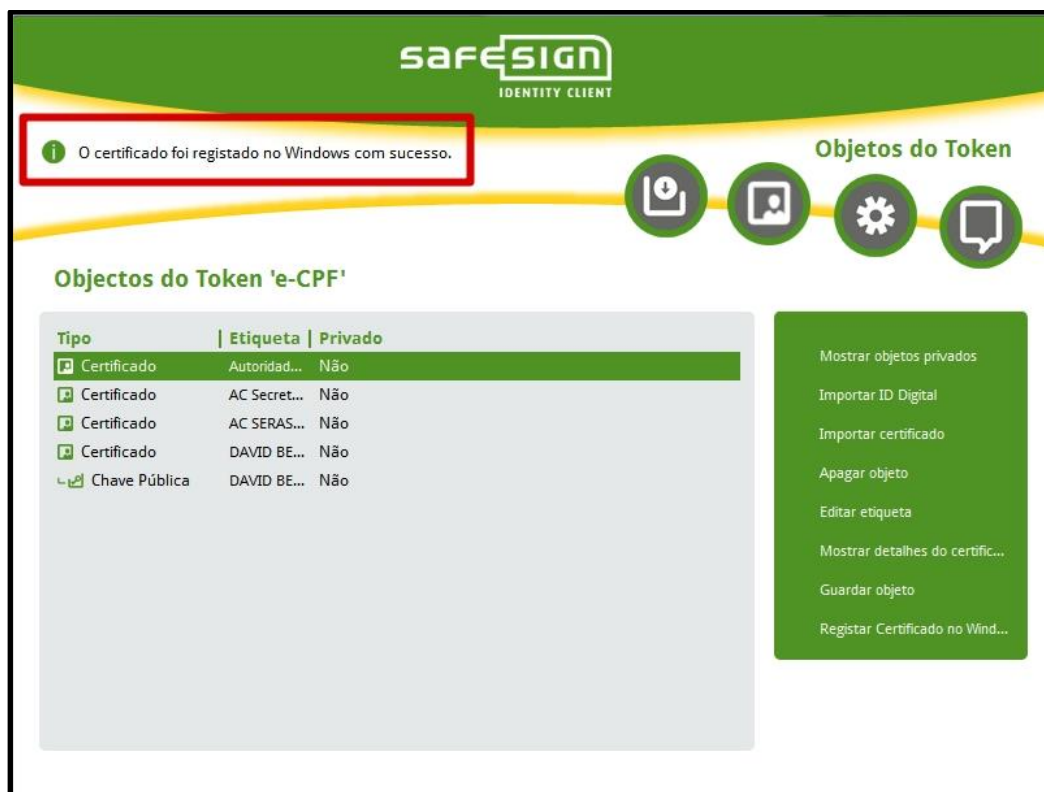 SAFESIGN
IDENTITY CLIENT
O certificado foi registado no Windows com sucesso.
Objetos do Token
Objectos do Token 'e-CPF'
Tipo Etiqueta Privado
Certificado Autoridad... Não
Certificado AC Secret... Não
Certificado AC SERAS... Não
Certificado DAVID BE... Não
Chave Pública DAVID BE... Não
Mostrar objetos privados
Importar ID Digital
Importar certificado
Apagar objeto
Editar etiqueta
Mostrar detalhes do certific...
Guardar objeto
Registar Certificado no Wind...